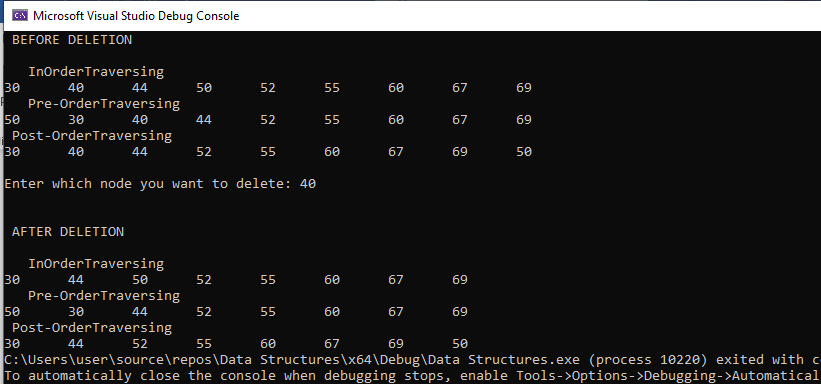 Microsoft Visual Studio Debug Console
BEFORE DELETION
InOrderTraversing
30 40 44 50 52 55 60 67 69
Pre-OrderTraversing
50 30 40 44 52 55 60 67 69
Post-OrderTraversing
30 40 44 52 55 60 67 69 50
Enter which node you want to delete: 40
AFTER DELETION
InOrderTraversing
30 44 50 52 55 60 67 69
Pre-OrderTraversing
50 30 44 52 55 60 67 69
Post-OrderTraversing
30 44 52 55 60 67 69 50
C:\Users\user\source\repos\Data Structures\x64\Debug\Data Structures.exe (process 10220) exited with c
To automatically close the console when debugging stops, enable Tools->Options->Debugging->Automatical